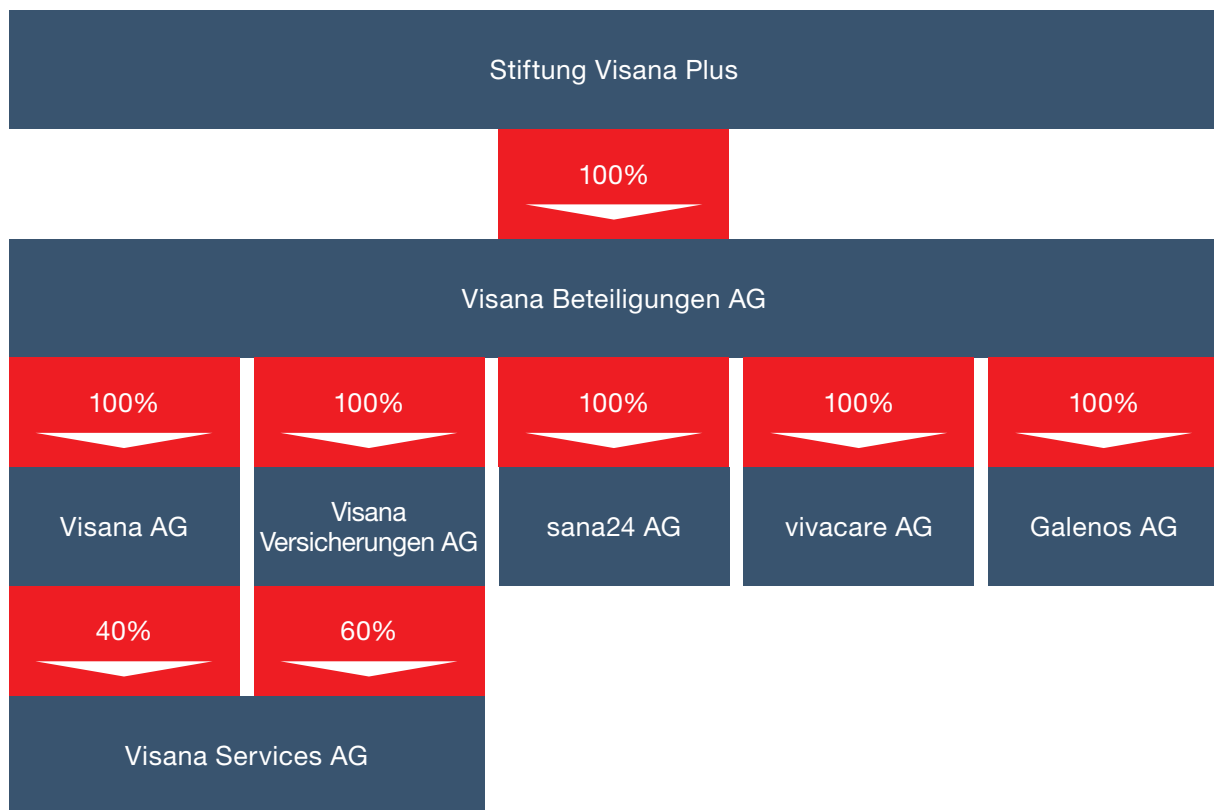 Stiftung Visana Plus
100%
Visana Beteiligungen AG
100%
100%
100%
100%
100%
Visana AG
Visana
Versicherungen AG
sana24 AG
vivacare AG
Galenos AG
40%
60%
Visana Services AG